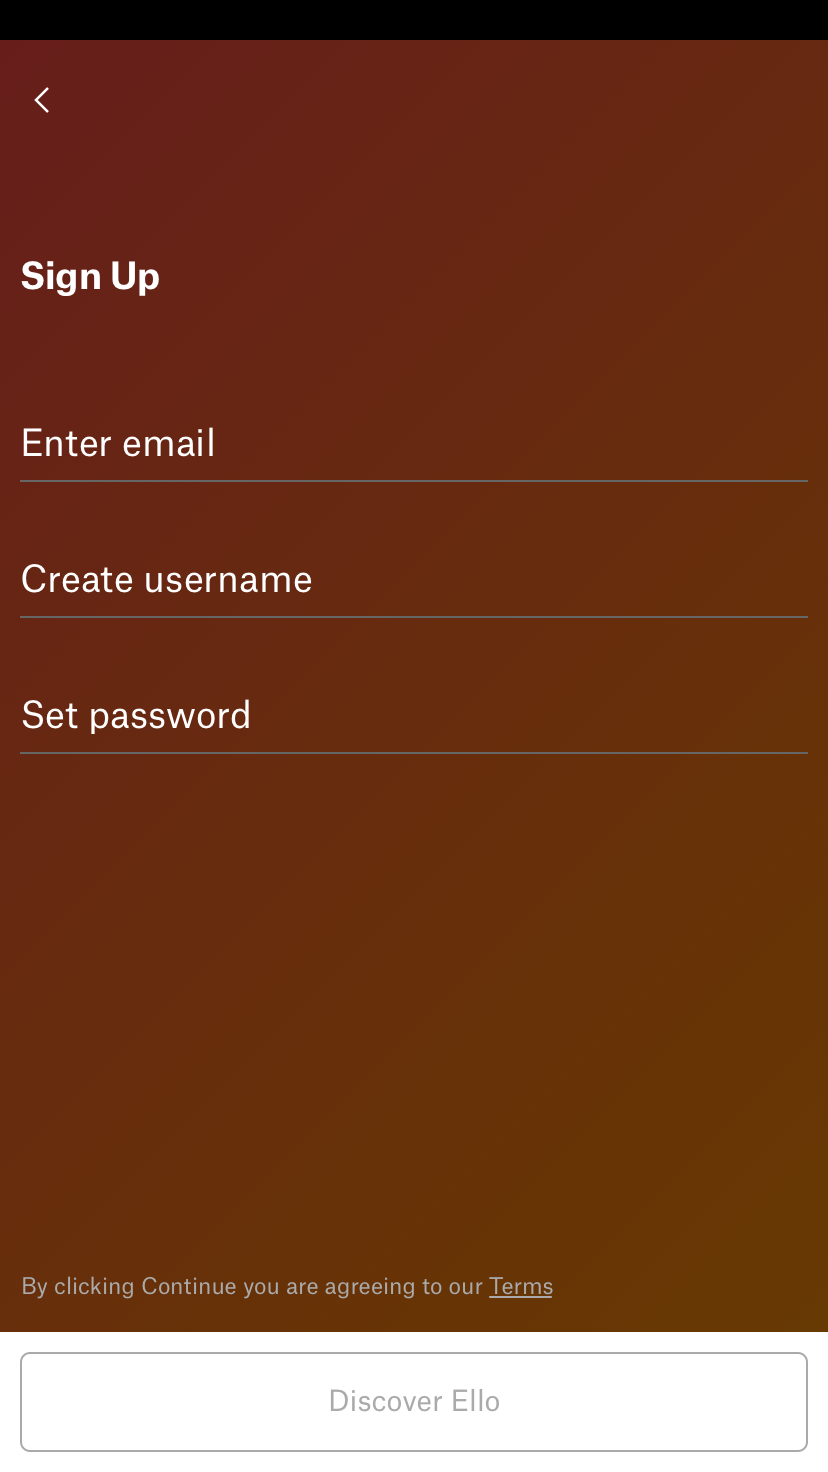 Sign Up
Enter email
Create username
Set password
By clicking Continue you are agreeing to our Terms
Discover Ello